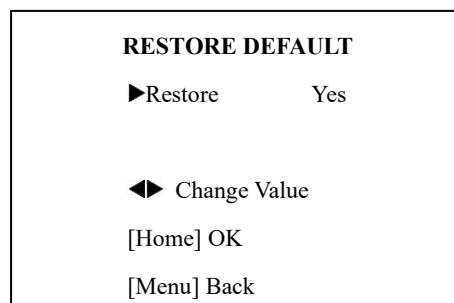 RESTORE DEFAULT
▶Restore Yes
◀▶ Change Value
[Home] OK
[Menu] Back